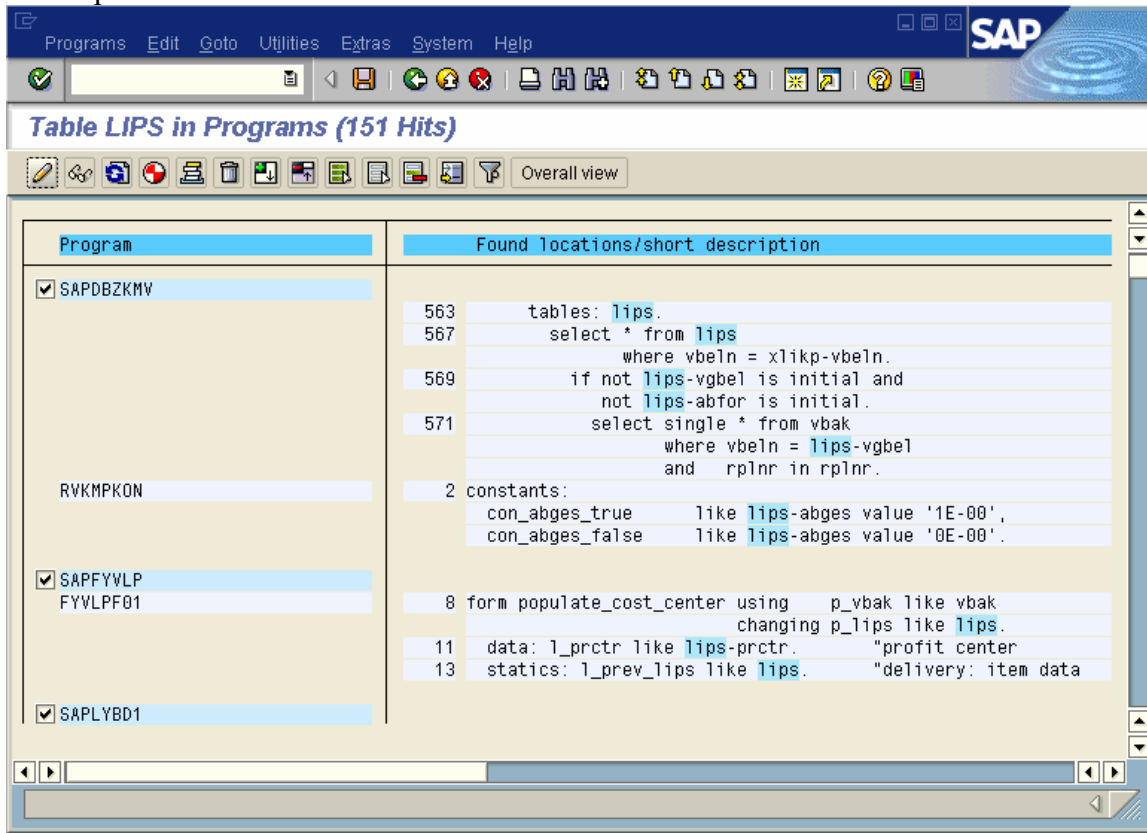 Programs Edit Goto Utilities Extras System Help
SAP
Table LIPS in Programs (151 Hits)
Overall view
Program Found locations/short description
SAPDBZKMV
563 tables: lips.
567 select * from lips
where vbeln = xlikp-vbeln.
569 if not lips-vgbel is initial and
not lips-abfor is initial.
571 select single * from vbak
where vbeln = lips-vgbel
and rplnr in rplnr.
RVKMPKON 2 constants:
con_abges_true like lips-abges value '1E-00',
con_abges_false like lips-abges value '0E-00'.
SAPFYVLP
FYVLPF01 8 form populate_cost_center using p_vbak like vbak
changing p_lips like lips.
11 data: l_prctr like lips-prctr. "profit center
13 statics: l_prev_lips like lips. "delivery: item data
SAPLYBD1